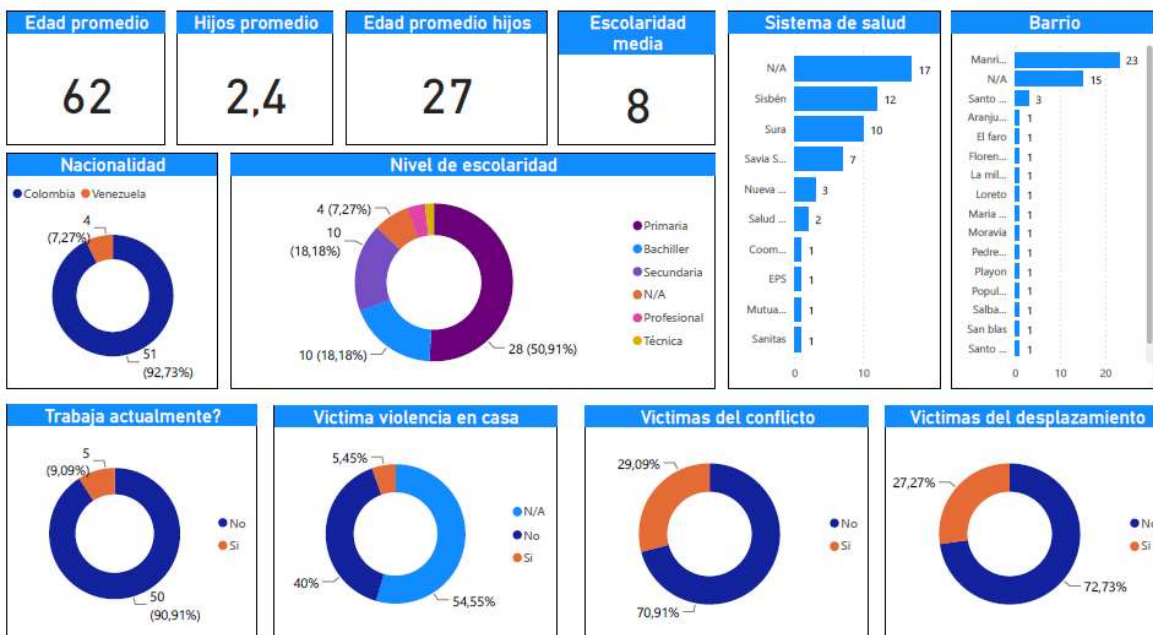 Edad promedio
62
Hijos promedio
2,4
Edad promedio hijos
27
Escolaridad
media
8
Sistema de salud
N/A 17
Sisbén 12
Sura 10
Savia S... 7
Nueva ... 3
Salud ... 2
Coom... 1
EPS 1
Mutua... 1
Sanitas 1
0 10
Barrio
Manri... 23
N/A 15
Santo ... 3
Aranju... 1
El faro 1
Floren... 1
La mil... 1
Loreto 1
Maria ... 1
Moravia 1
Pedre... 1
Playon 1
Popul... 1
Salba... 1
San blas 1
Santo ... 1
0 10 20
Nacionalidad
Colombia Venezuela
4
(7,27%)
51
(92,73%)
Nivel de escolaridad
4 (7,27%)
10
(18,18%)
10 (18,18%)
28 (50,91%)
Primaria
Bachiller
Secundaria
N/A
Profesional
Técnica
Trabaja actualmente?
5
(9,09%)
50
(90,91%)
No
Si
Victima violencia en casa
5,45%
40%
54,55%
N/A
No
Si
Victimas del conflicto
29,09%
70,91%
No
Si
Victimas del desplazamiento
27,27%
72,73%
No
Si